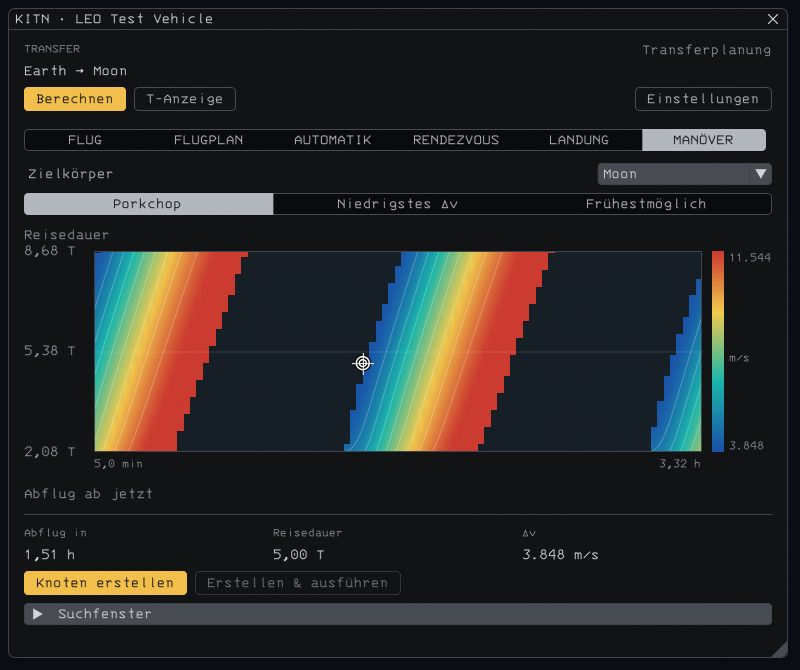 KITN · LEO Test Vehicle
TRANSFER
Transferplanung
Earth → Moon
Berechnen T-Anzeige Einstellungen
FLUG FLUGPLAN AUTOMATIK RENDEZVOUS LANDUNG MANÖVER
Zielkörper Moon
Porkchop Niedrigstes Δv Frühestmöglich
Reisedauer
8,68 T
11.544
5,38 T
m/s
3.848
2,08 T
5,0 min 3,32 h
Abflug ab jetzt
Abflug in Reisedauer Δv
1,51 h 5,00 T 3.848 m/s
Knoten erstellen Erstellen & ausführen
Suchfenster